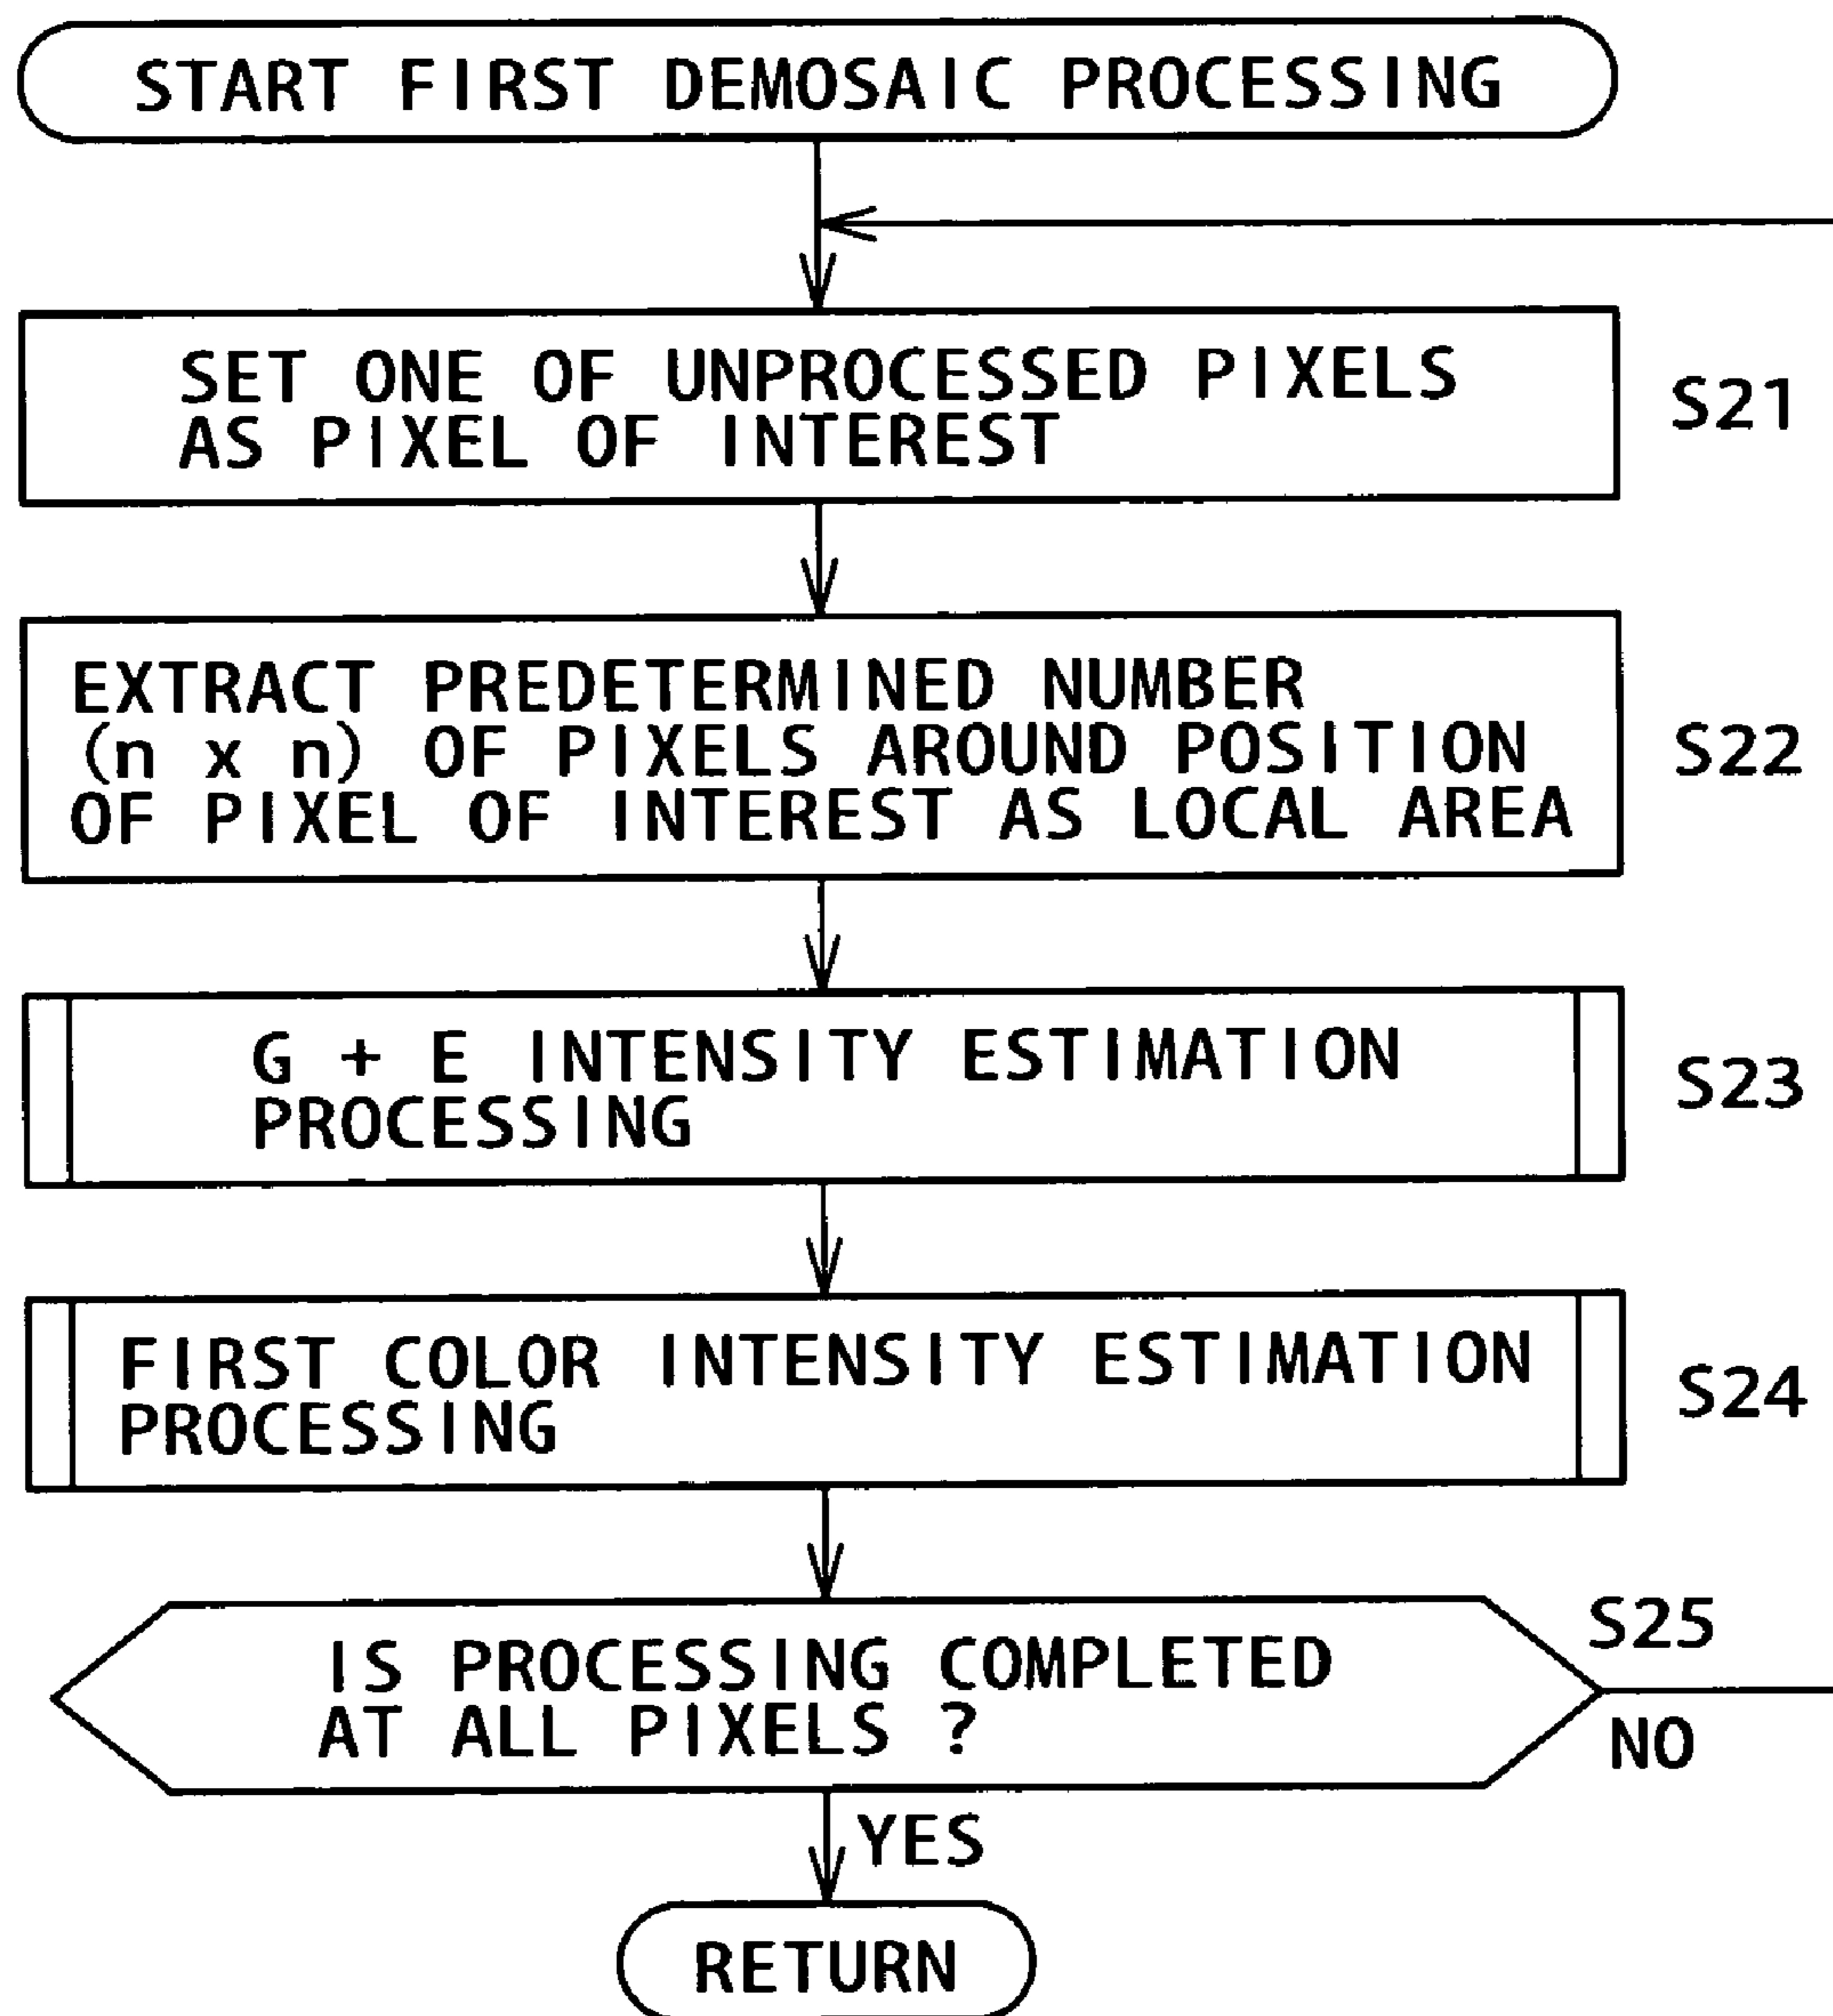 START FIRST DEMOSAIC PROCESSING
SET ONE OF UNPROCESSED PIXELS
AS PIXEL OF INTEREST
S21
EXTRACT PREDETERMINED NUMBER
(n x n) OF PIXELS AROUND POSITION
OF PIXEL OF INTEREST AS LOCAL AREA
S22
G + E INTENSITY ESTIMATION
PROCESSING
S23
FIRST COLOR INTENSITY ESTIMATION
PROCESSING
S24
IS PROCESSING COMPLETED
AT ALL PIXELS ?
S25
NO
YES
RETURN